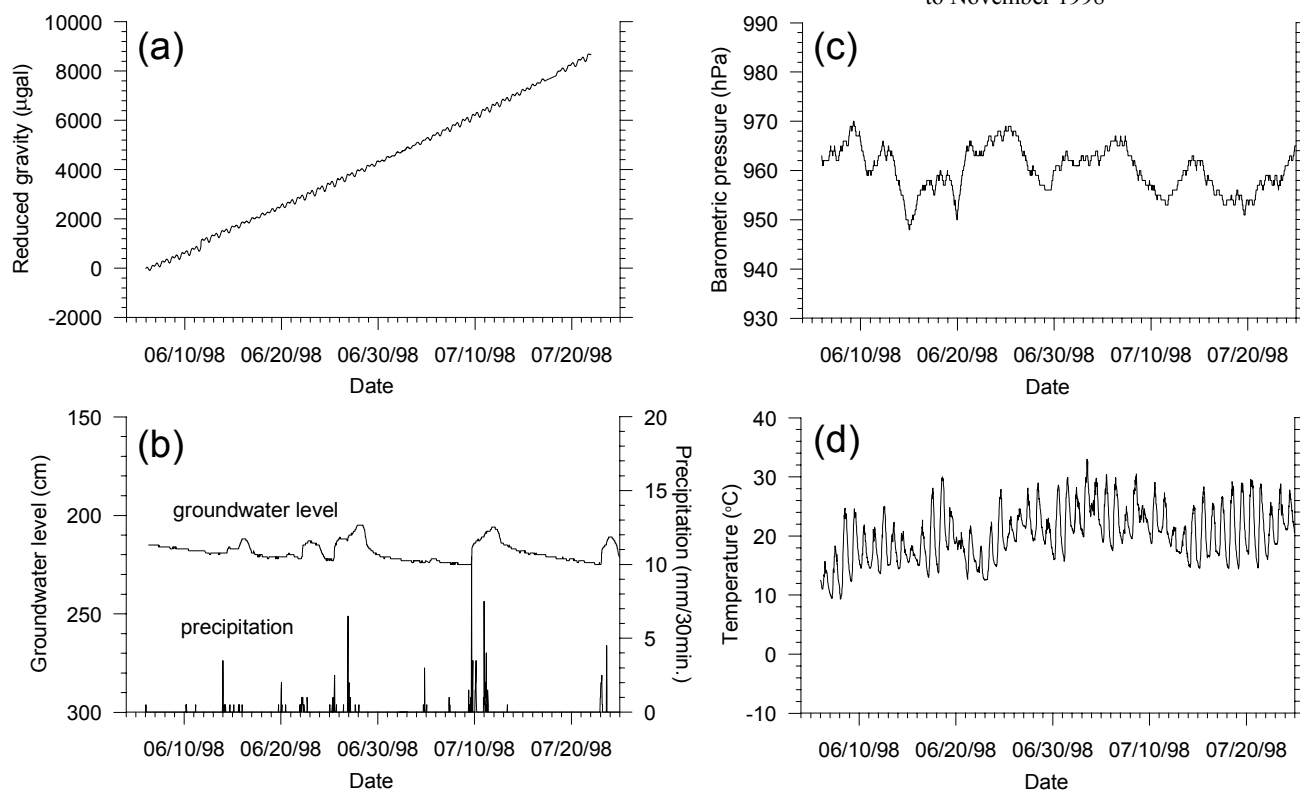 to November 1998
(a)
Reduced gravity (µgal)
10000
8000
6000
4000
2000
0
-2000
06/10/98 06/20/98 06/30/98 07/10/98 07/20/98
Date
(c)
Barometric pressure (hPa)
990
980
970
960
950
940
930
06/10/98 06/20/98 06/30/98 07/10/98 07/20/98
Date
(b)
Groundwater level (cm)
150
200
250
300
groundwater level
precipitation
20
15
10
5
0
Precipitation (mm/30min.)
06/10/98 06/20/98 06/30/98 07/10/98 07/20/98
Date
(d)
Temperature (°C)
40
30
20
10
0
-10
06/10/98 06/20/98 06/30/98 07/10/98 07/20/98
Date